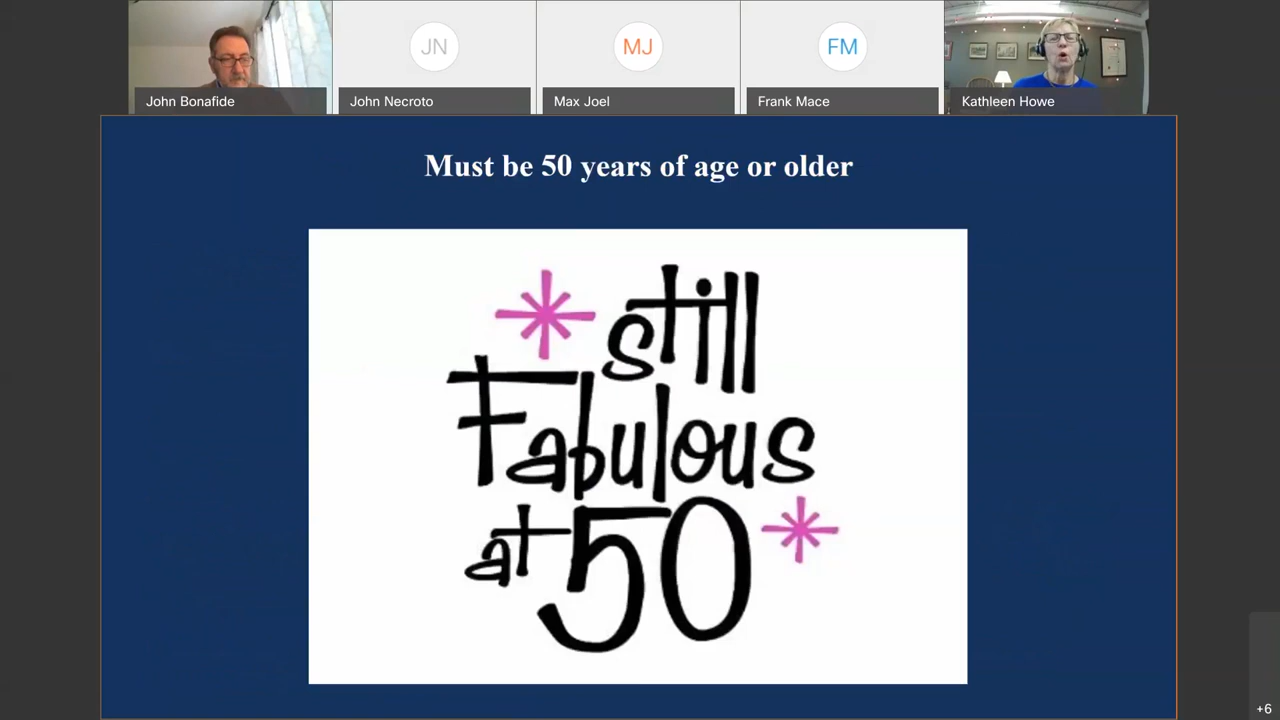 JN
MJ
FM
John Bonafide
John Necroto
Max Joel
Frank Mace
Kathleen Howe
Must be 50 years of age or older
still
Fabulous
at 50
+6